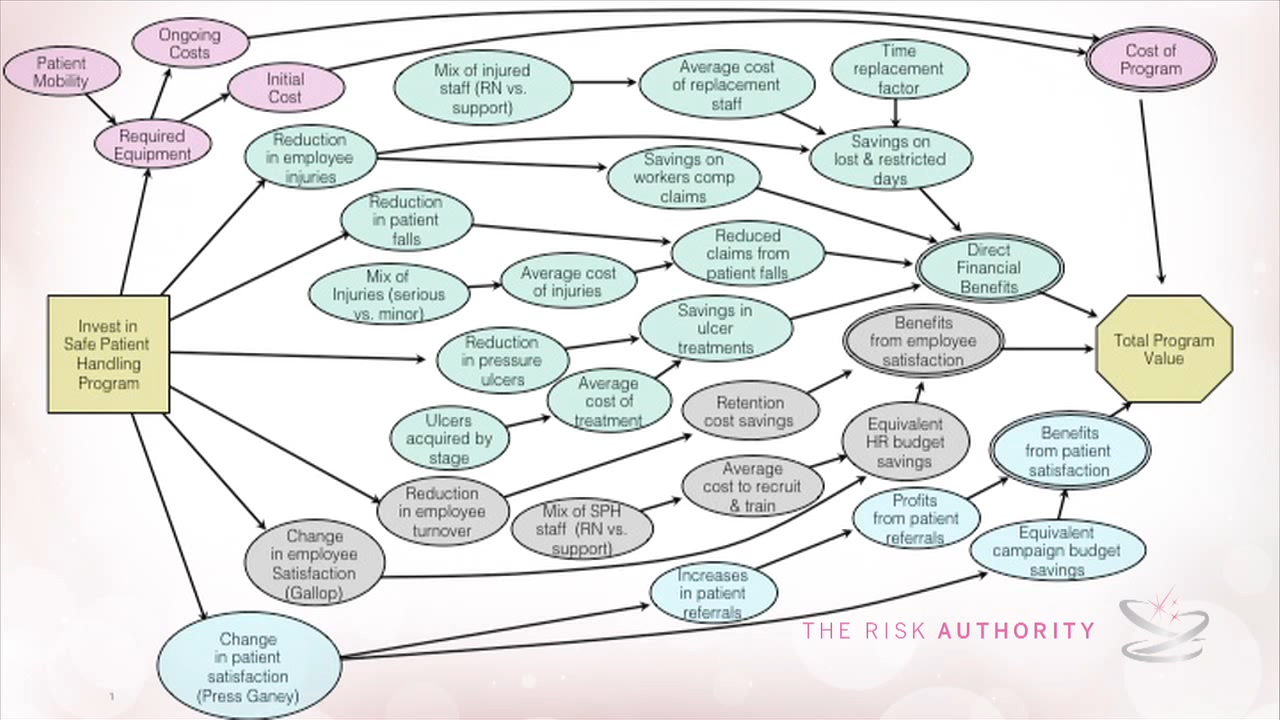 Ongoing
Costs
Patient
Mobility
Initial
Cost
Required
Equipment
Mix of injured
staff (RN vs.
support)
Average cost
of replacement
staff
Time
replacement
factor
Cost of
Program
Reduction
in employee
injuries
Savings on
workers comp
claims
Savings on
lost & restricted
days
Reduction
in patient
falls
Reduced
claims from
patient falls
Direct
Financial
Benefits
Mix of
Injuries (serious
vs. minor)
Average cost
of injuries
Invest in
Safe Patient
Handling
Program
Savings in
ulcer
treatments
Benefits
from employee
satisfaction
Total Program
Value
Reduction
in pressure
ulcers
Average
cost of
treatment
Retention
cost savings
Ulcers
acquired by
stage
Equivalent
HR budget
savings
Benefits
from patient
satisfaction
Average
cost to recruit
& train
Reduction
in employee
turnover
Mix of SPH
staff (RN vs.
support)
Profits
from patient
referrals
Equivalent
campaign budget
savings
Change
in employee
Satisfaction
(Gallop)
Increases
in patient
referrals
Change
in patient
satisfaction
(Press Ganey)
THE RISK AUTHORITY
1